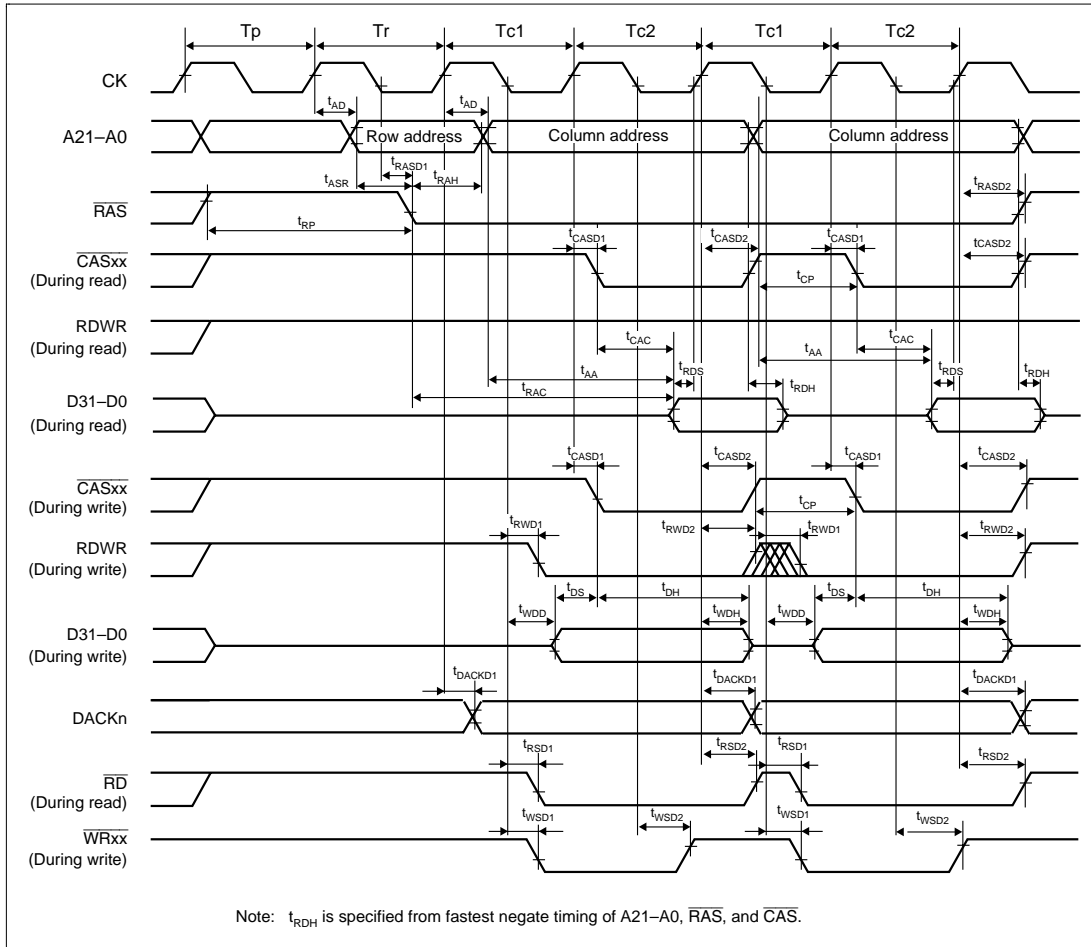 Tp Tr Tc1 Tc2 Tc1 Tc2
CK
tAD tAD
A21–A0 Row address Column address Column address
tRASD1
tASR tRAH tRASD2
RAS
tRP
tCASD1 tCASD2 tCASD1 tCASD2
CASxx
(During read)
tCP
RDWR
(During read)
tCAC tCAC
tAA tAA
tRDS tRDS
tRAC tRDH tRDH
D31–D0
(During read)
tCASD1 tCASD2 tCASD1 tCASD2
CASxx
(During write)
tCP
tRWD1 tRWD2 tRWD1 tRWD2
RDWR
(During write)
tDS tDH tDS tDH
tWDD tWDH tWDD tWDH
D31–D0
(During write)
tDACKD1 tDACKD1 tDACKD1
DACKn
tRSD1 tRSD2 tRSD1 tRSD2
RD
(During read)
tWSD1 tWSD2 tWSD1 tWSD2
WRxx
(During write)
Note: tRDH is specified from fastest negate timing of A21–A0, RAS, and CAS.